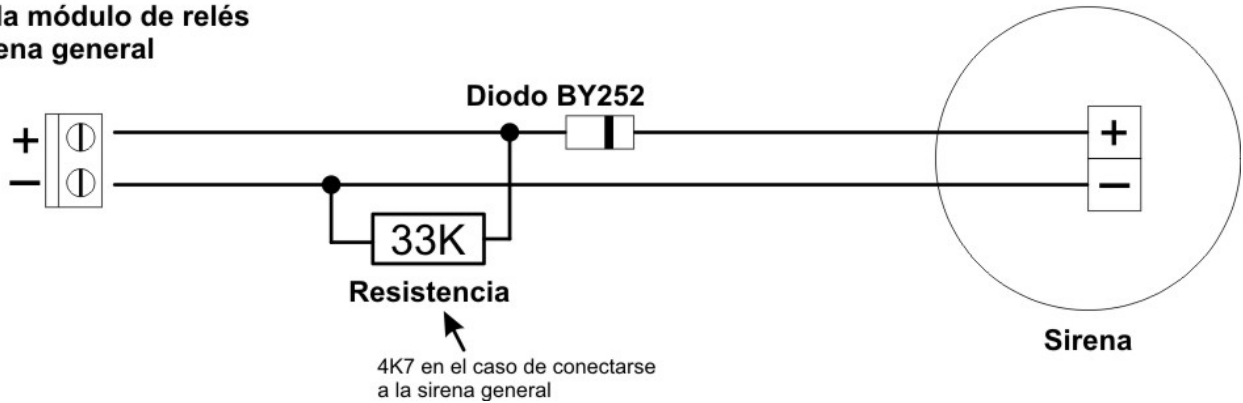 la módulo de relés
ena general
Diodo BY252
+
−
33K
Resistencia
4K7 en el caso de conectarse
a la sirena general
+
−
Sirena